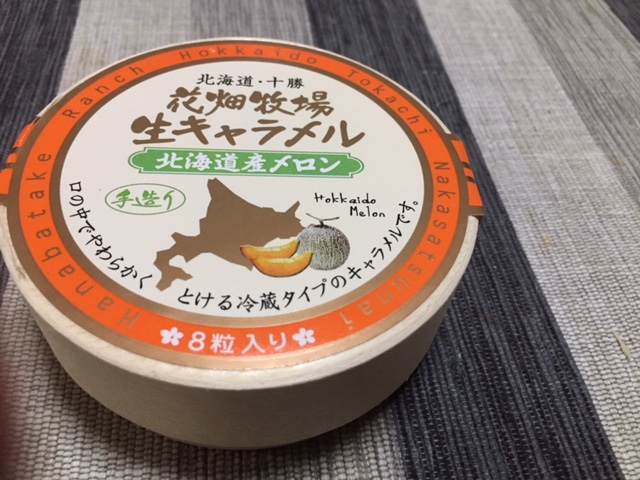 Hanabatake Ranch Hokkaido Tokachi Nakasatsunai
北海道・十勝
花畑牧場
生キャラメル
北海道産メロン
手造り
Hokkaido
Melon
口の中でやわらかく とける冷蔵タイプのキャラメルです。
8粒入り